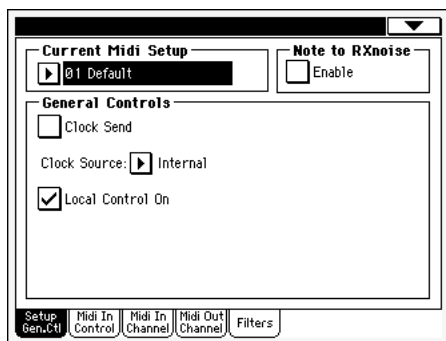 Current Midi Setup
01 Default
Note to RXnoise
Enable
General Controls
Clock Send
Clock Source: Internal
Local Control On
Setup Gen.Ctl
Midi In Control
Midi In Channel
Midi Out Channel
Filters